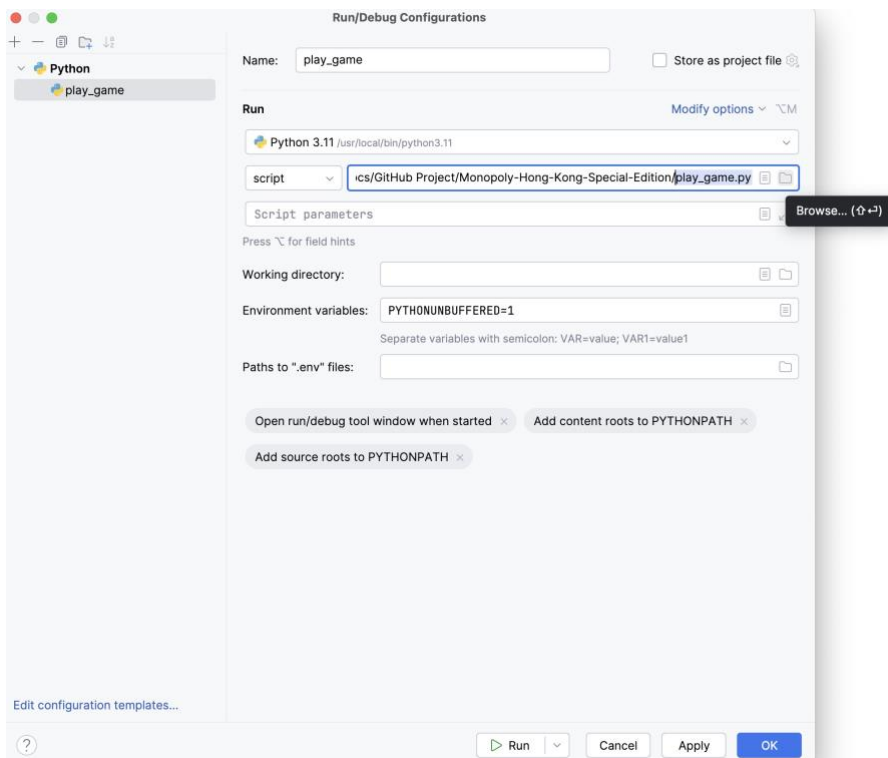 Run/Debug Configurations
Python
play_game
Name: play_game Store as project file
Run Modify options ⌥M
Python 3.11 /usr/local/bin/python3.11
script cs/GitHub Project/Monopoly-Hong-Kong-Special-Edition/play_game.py
Browse... (⇧⏎)
Script parameters
Press ⌥ for field hints
Working directory:
Environment variables: PYTHONUNBUFFERED=1
Separate variables with semicolon: VAR=value; VAR1=value1
Paths to ".env" files:
Open run/debug tool window when started × Add content roots to PYTHONPATH ×
Add source roots to PYTHONPATH ×
Edit configuration templates...
? Run Cancel Apply OK